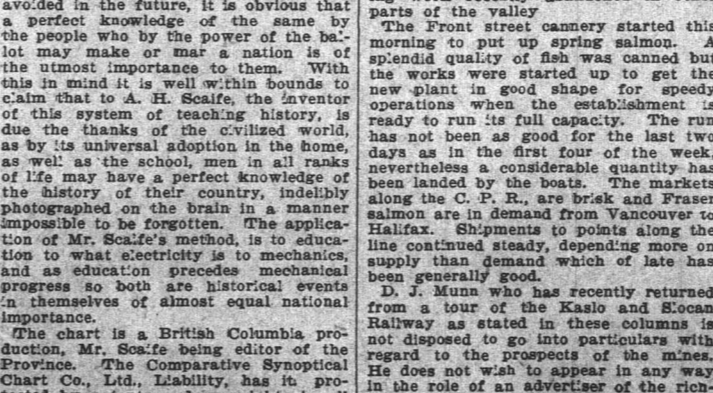 avoided in the future, it is obvious that
a perfect knowledge of the same by
the people who by the power of the bal-
lot may make or mar a nation is of
the utmost importance to them. With
this in mind it is well within bounds to
claim that to A. H. Scaife, the inventor
of this system of teaching history, is
due the thanks of the civilized world,
as by its universal adoption in the home,
as well as the school, men in all ranks
of life may have a perfect knowledge of
the history of their country, indelibly
photographed on the brain in a manner
impossible to be forgotten. The applica-
tion of Mr. Scaife's method, is to educa-
tion to what electricity is to mechanics,
and as education precedes mechanical
progress so both are historical events
in themselves of almost equal national
importance.
The chart is a British Columbia pro-
duction, Mr. Scaife being editor of the
Province. The Comparative Synoptical
Chart Co., Ltd., Liability, has it pro-
parts of the valley
The Front street cannery started this
morning to put up spring salmon. A
splendid quality of fish was canned but
the works were started up to get the
new plant in good shape for speedy
operations when the establishment is
ready to run its full capacity. The run
has not been as good for the last two
days as in the first four of the week,
nevertheless a considerable quantity has
been landed by the boats. The markets
along the C. P. R., are brisk and Fraser
salmon are in demand from Vancouver to
Halifax. Shipments to points along the
line continued steady, depending more on
supply than demand which of late has
been generally good.
D. J. Munn who has recently returned
from a tour of the Kaslo and Slocan
Railway as stated in these columns is
not disposed to go into particulars with
regard to the prospects of the mines.
He does not wish to appear in any way
in the role of an advertiser of the rich-